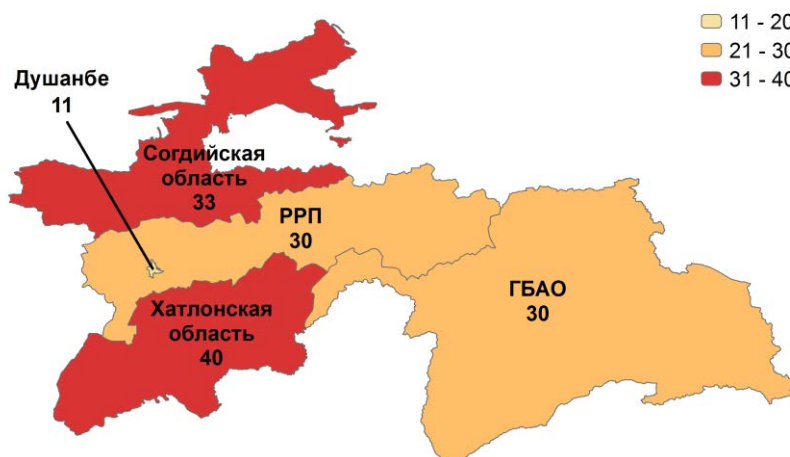 11 - 20
21 - 30
31 - 40
Душанбе
11
Согдийская
область
33
РРП
30
ГБАО
30
Хатлонская
область
40